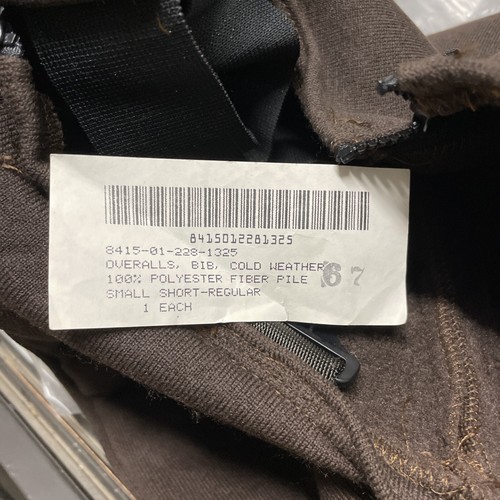 8415012281325
8415-01-228-1325
OVERALLS, BIB, COLD WEATHER
100% POLYESTER FIBER PILE 67
SMALL SHORT-REGULAR
1 EACH